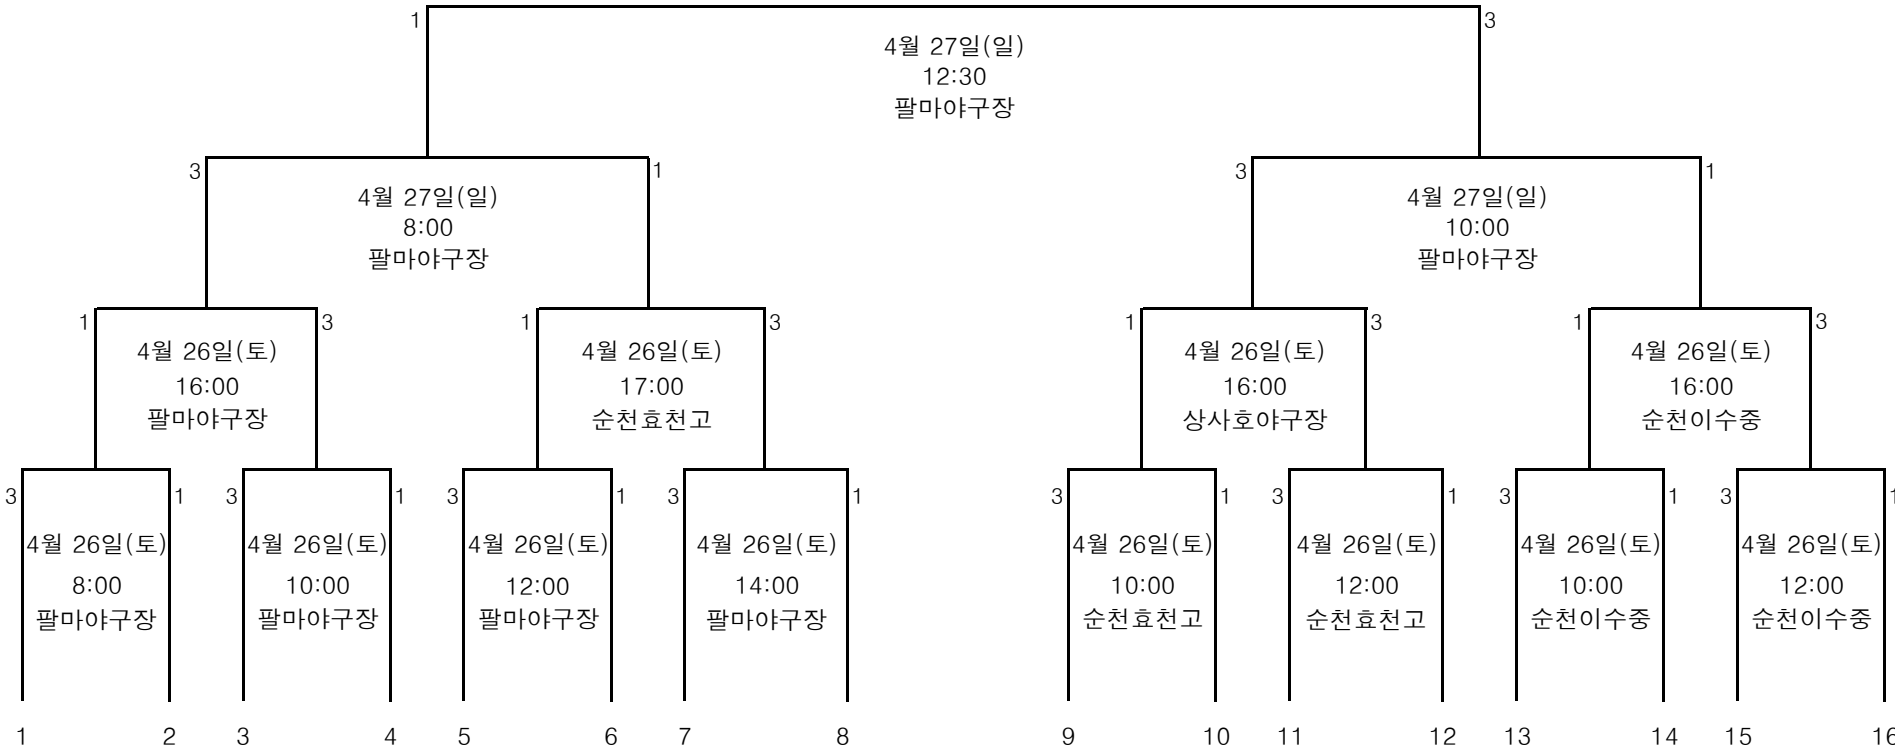 1 3
4월 27일(일)
12:30
팔마야구장
3 1 3 1
4월 27일(일) 4월 27일(일)
8:00 10:00
팔마야구장 팔마야구장
1 3 1 3 1 3 1 3
4월 26일(토) 4월 26일(토) 4월 26일(토) 4월 26일(토)
16:00 17:00 16:00 16:00
팔마야구장 순천효천고 상사호야구장 순천이수중
3 1 3 1 3 1 3 1 3 1 3 1 3 1 3 1
4월 26일(토) 4월 26일(토) 4월 26일(토) 4월 26일(토) 4월 26일(토) 4월 26일(토) 4월 26일(토) 4월 26일(토)
8:00 10:00 12:00 14:00 10:00 12:00 10:00 12:00
팔마야구장 팔마야구장 팔마야구장 팔마야구장 순천효천고 순천효천고 순천이수중 순천이수중
1 2 3 4 5 6 7 8 9 10 11 12 13 14 15 16